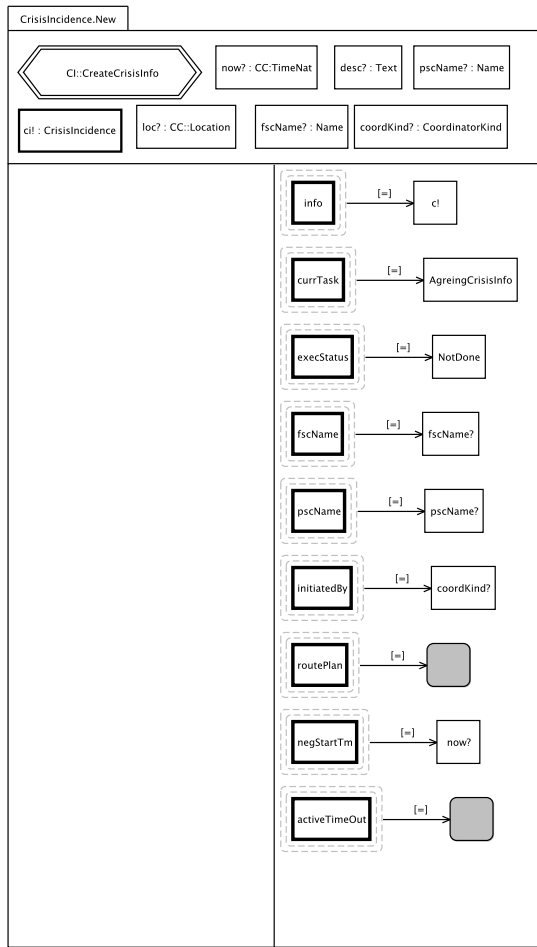 CrisisIncidence.New
CI::CreateCrisisInfo
now? : CC:TimeNat
desc? : Text
pscName? : Name
ci! : CrisisIncidence
loc? : CC::Location
fscName? : Name
coordKind? : CoordinatorKind
info
[=]
c!
currTask
[=]
AgreingCrisisInfo
execStatus
[=]
NotDone
fscName
[=]
fscName?
pscName
[=]
pscName?
initiatedBy
[=]
coordKind?
routePlan
[=]
negStartTm
[=]
now?
activeTimeOut
[=]